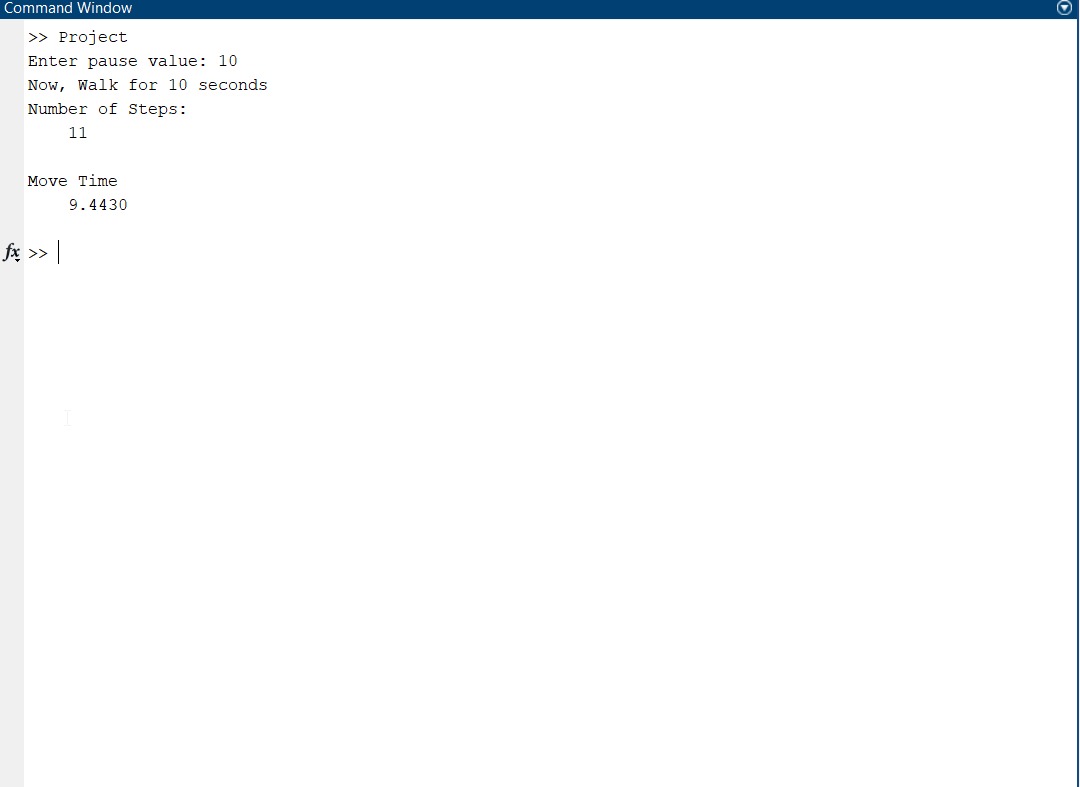 Command Window
>> Project
Enter pause value: 10
Now, Walk for 10 seconds
Number of Steps:
11
Move Time
9.4430
fx >>